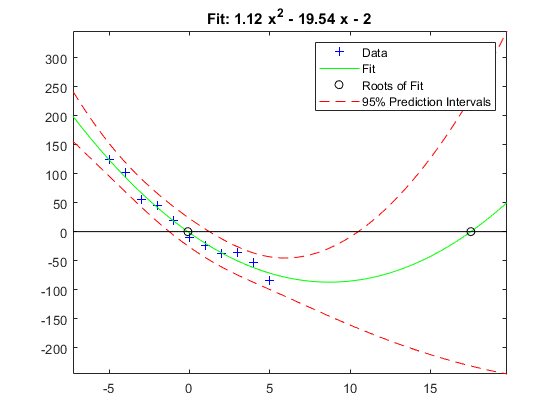 Fit: 1.12 x² - 19.54 x - 2
Data
Fit
Roots of Fit
95% Prediction Intervals
300
250
200
150
100
50
0
-50
-100
-150
-200
-5 0 5 10 15